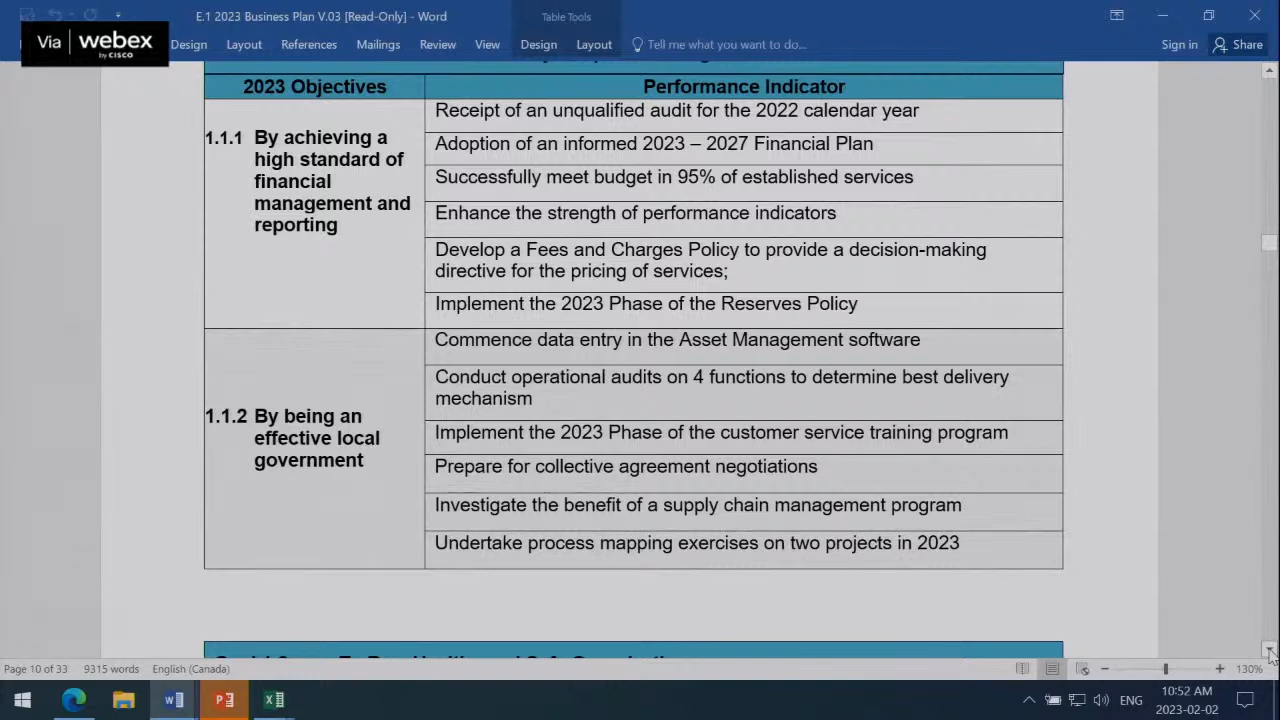 E.1 2023 Business Plan V.03 [Read-Only] - Word
Table Tools
Via webex by CISCO
Design Layout References Mailings Review View Design Layout Tell me what you want to do... Sign in Share
2023 Objectives Performance Indicator
1.1.1 By achieving a
high standard of
financial
management and
reporting
Receipt of an unqualified audit for the 2022 calendar year
Adoption of an informed 2023 – 2027 Financial Plan
Successfully meet budget in 95% of established services
Enhance the strength of performance indicators
Develop a Fees and Charges Policy to provide a decision-making
directive for the pricing of services;
Implement the 2023 Phase of the Reserves Policy
1.1.2 By being an
effective local
government
Commence data entry in the Asset Management software
Conduct operational audits on 4 functions to determine best delivery
mechanism
Implement the 2023 Phase of the customer service training program
Prepare for collective agreement negotiations
Investigate the benefit of a supply chain management program
Undertake process mapping exercises on two projects in 2023
Page 10 of 33 9315 words English (Canada) 130%
ENG
10:52 AM
2023-02-02